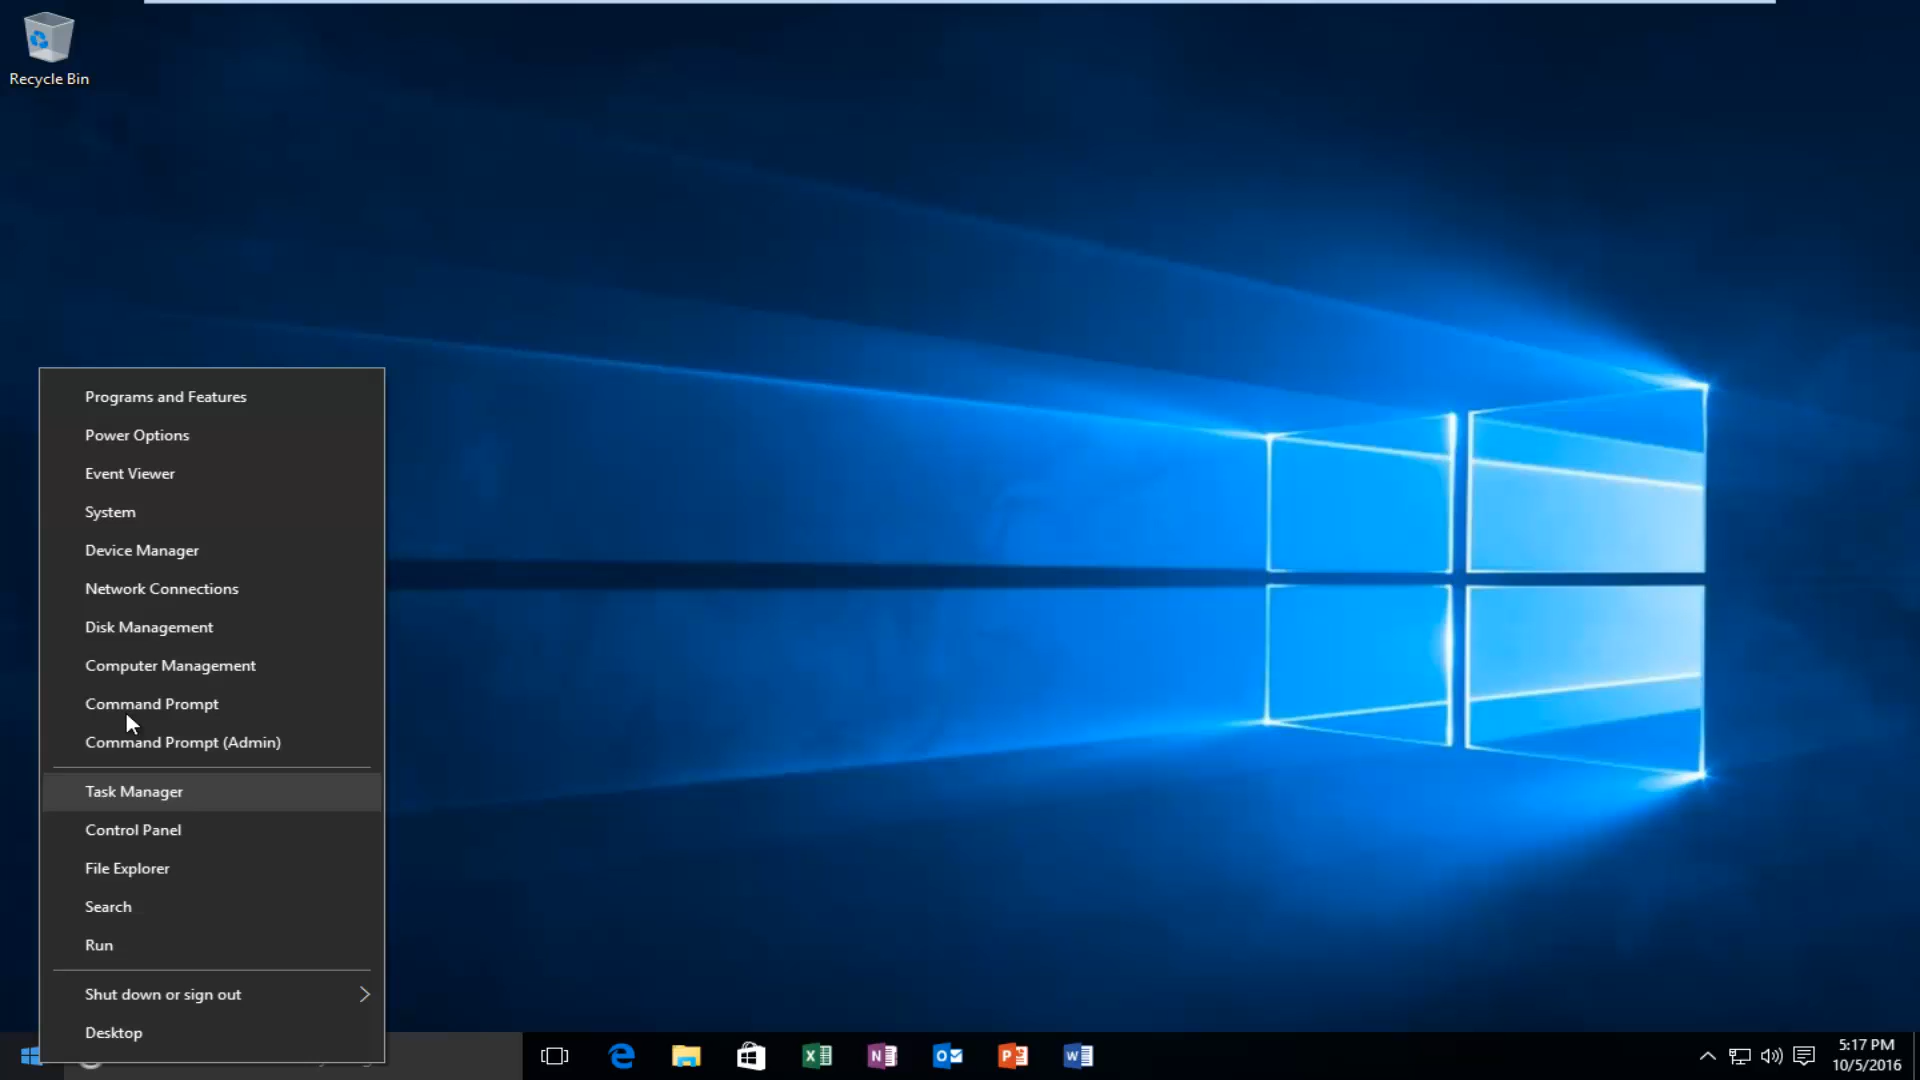 Recycle Bin
Programs and Features
Power Options
Event Viewer
System
Device Manager
Network Connections
Disk Management
Computer Management
Command Prompt
Command Prompt (Admin)
Task Manager
Control Panel
File Explorer
Search
Run
Shut down or sign out
Desktop
5:17 PM
10/5/2016